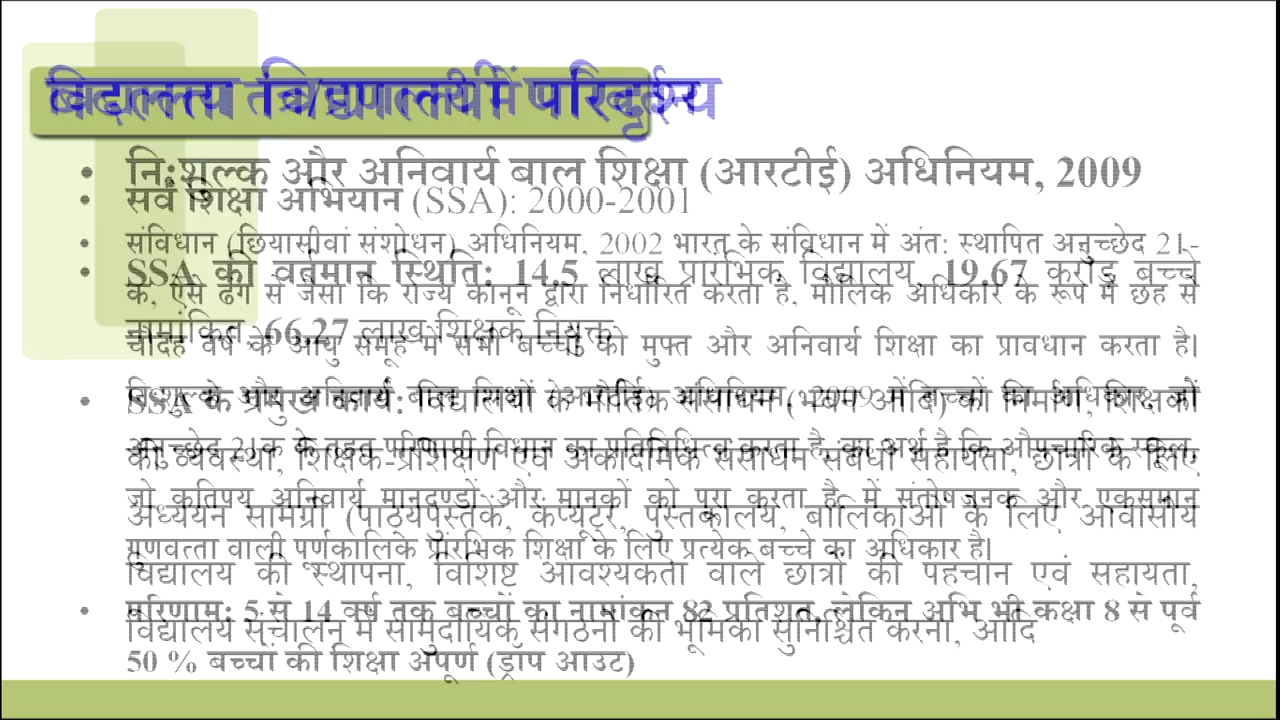 परिदृश्य
• नि:शुल्क और अनिवार्य बाल शिक्षा (आरटीई) अधिनियम, 2009
• सर्व शिक्षा अभियान (SSA): 2000-2001
• संविधान (छियासीवां संशोधन) अधिनियम, 2002 भारत के संविधान में अंत: स्थापित अनुच्छेद 21-
• SSA की वर्तमान स्थिति: 14.5 लाख प्रारंभिक विद्यालय, 19.67 करोड़ बच्चे
क, ऐसे ढंग से जैसा कि राज्य कानून द्वारा निर्धारित करता है, मौलिक अधिकार के रूप में छह से
नामांकित, 66.27 लाख शिक्षक नियुक्त
चौदह वर्ष के आयु समूह में सभी बच्चों को मुफ्त और अनिवार्य शिक्षा का प्रावधान करता है।
नि:शुल्क और अनिवार्य बाल शिक्षा (आरटीई) अधिनियम, 2009 में बच्चों का अधिकार, जो
• SSA के प्रमुख कार्य: विद्यालयों के भौतिक संसाधन (भवन आदि) का निर्माण, शिक्षकों
अनुच्छेद 21क के तहत परिणामी विधान का प्रतिनिधित्व करता है, का अर्थ है कि औपचारिक स्कूल,
की व्यवस्था, शिक्षक-प्रशिक्षण एवं अकादमिक संसाधन संबंधी सहायता, छात्रों के लिए
जो कतिपय अनिवार्य मानदण्डों और मानकों को पूरा करता है, में संतोषजनक और एकसमान
अध्ययन सामग्री (पाठ्यपुस्तकें, कंप्यूटर, पुस्तकालय, बालिकाओं के लिए आवासीय
गुणवत्ता वाली पूर्णकालिक प्रारंभिक शिक्षा के लिए प्रत्येक बच्चे का अधिकार है।
विद्यालय की स्थापना, विशिष्ट आवश्यकता वाले छात्रों की पहचान एवं सहायता,
• परिणाम: 5 से 14 वर्ष तक बच्चों का नामांकन 82 प्रतिशत,लेकिन अभि भी कक्षा 8 से पूर्व
विद्यालय संचालन में सामुदायिक संगठनों की भूमिका सुनिश्चित करना, आदि
50 % बच्चों की शिक्षा अपूर्ण (ड्रॉप आउट)